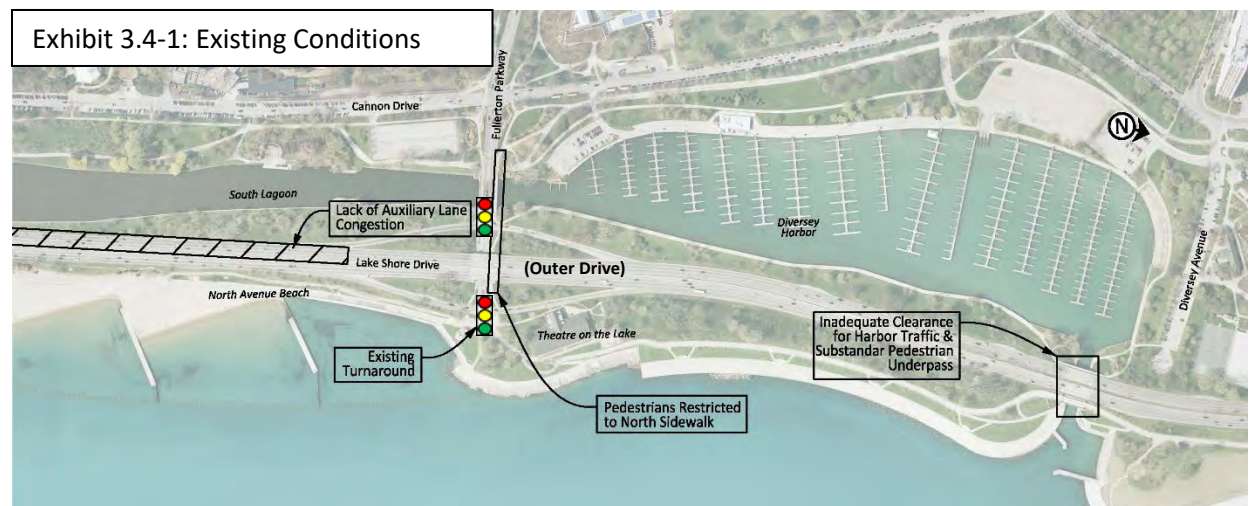 Exhibit 3.4-1: Existing Conditions
Cannon Drive
Fullerton Parkway
N
South Lagoon
Lack of Auxiliary Lane
Congestion
Diversey
Harbor
Diversey Avenue
Lake Shore Drive
(Outer Drive)
North Avenue Beach
Theatre on the Lake
Inadequate Clearance
for Harbor Traffic &
Substandar Pedestrian
Underpass
Existing
Turnaround
Pedestrians Restricted
to North Sidewalk